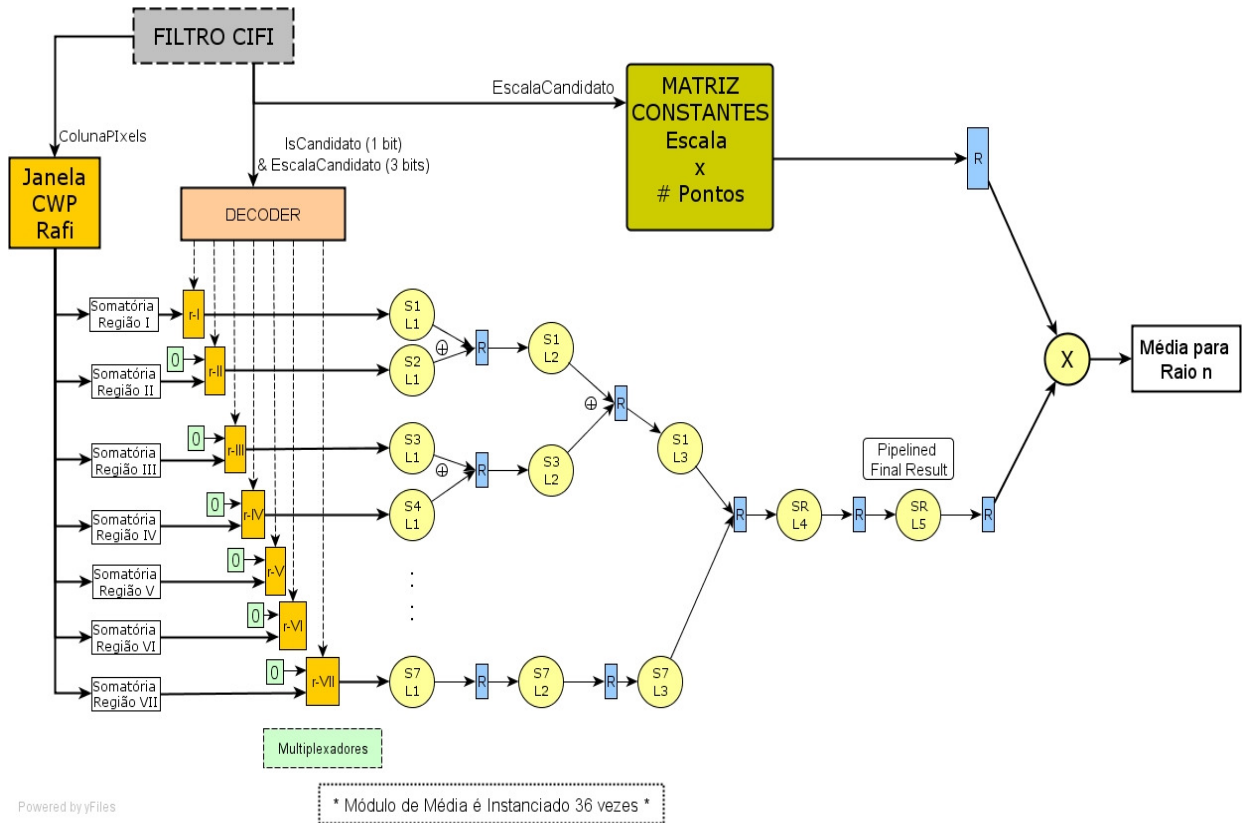 FILTRO CIFI
EscalaCandidato
MATRIZ
CONSTANTES
Escala
x
# Pontos
ColunaPIxels
IsCandidato (1 bit)
& EscalaCandidato (3 bits)
Janela
CWP
Rafi
DECODER
R
Somatória
Região I
r-I
S1
L1
0
r-II
Somatória
Região II
S2
L1
⊕
R
S1
L2
⊕
R
X
Média para
Raio n
0
r-III
Somatória
Região III
S3
L1
⊕
R
S3
L2
S1
L3
Pipelined
Final Result
0
r-IV
Somatória
Região IV
S4
L1
R
SR
L4
R
SR
L5
R
0
r-V
Somatória
Região V
0
r-VI
Somatória
Região VI
0
r-VII
Somatória
Região VII
S7
L1
R
S7
L2
R
S7
L3
Multiplexadores
* Módulo de Média é Instanciado 36 vezes *
Powered by yFiles